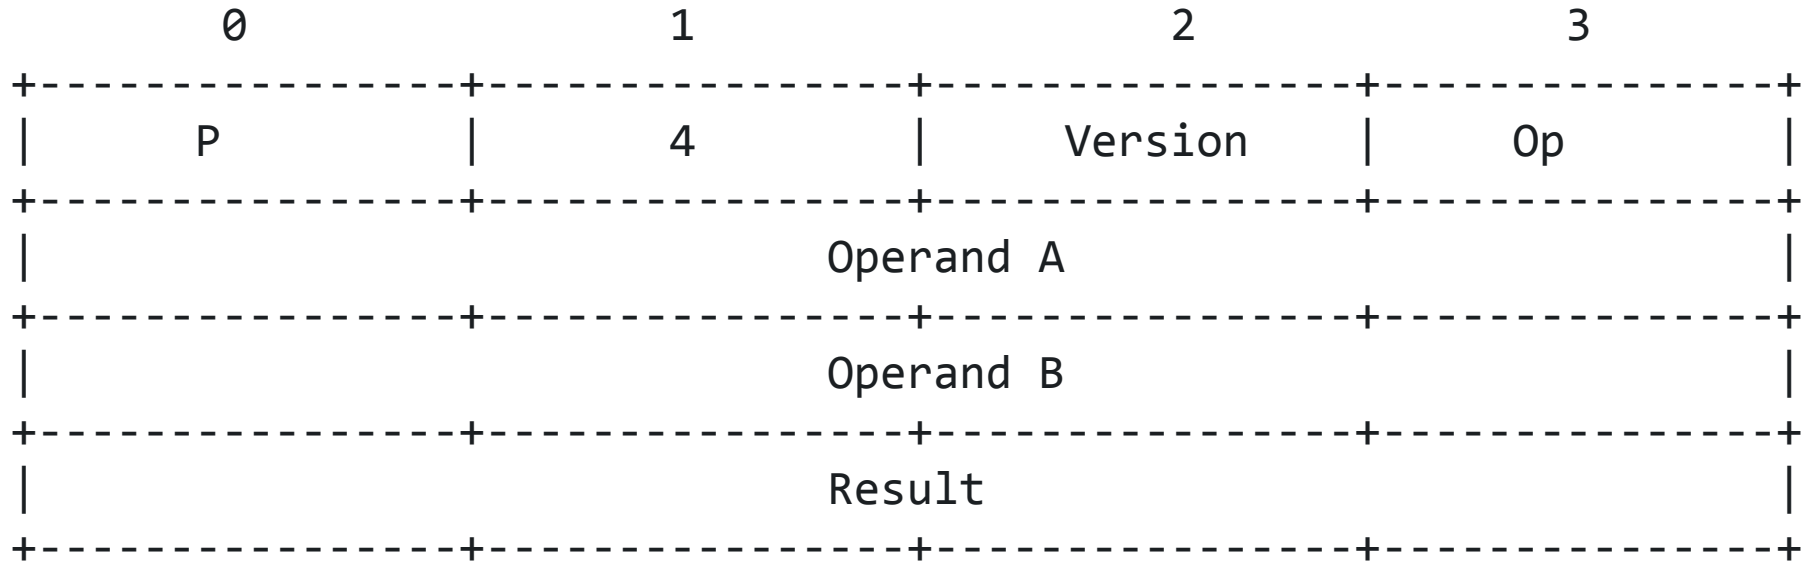 0 1 2 3
+----------------+----------------+----------------+---------------+
| P | 4 | Version | Op |
+----------------+----------------+----------------+---------------+
| Operand A |
+----------------+----------------+----------------+---------------+
| Operand B |
+----------------+----------------+----------------+---------------+
| Result |
+----------------+----------------+----------------+---------------+